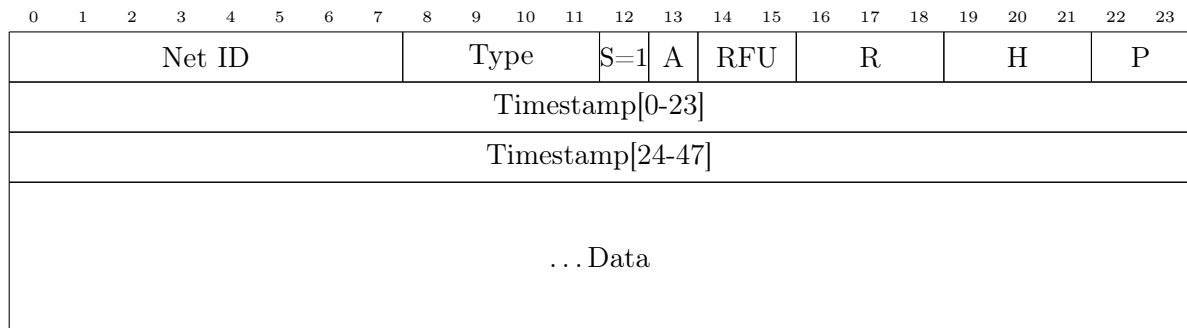 0 1 2 3 4 5 6 7 8 9 10 11 12 13 14 15 16 17 18 19 20 21 22 23
Net ID Type S=1 A RFU R H P
Timestamp[0-23]
Timestamp[24-47]
...Data